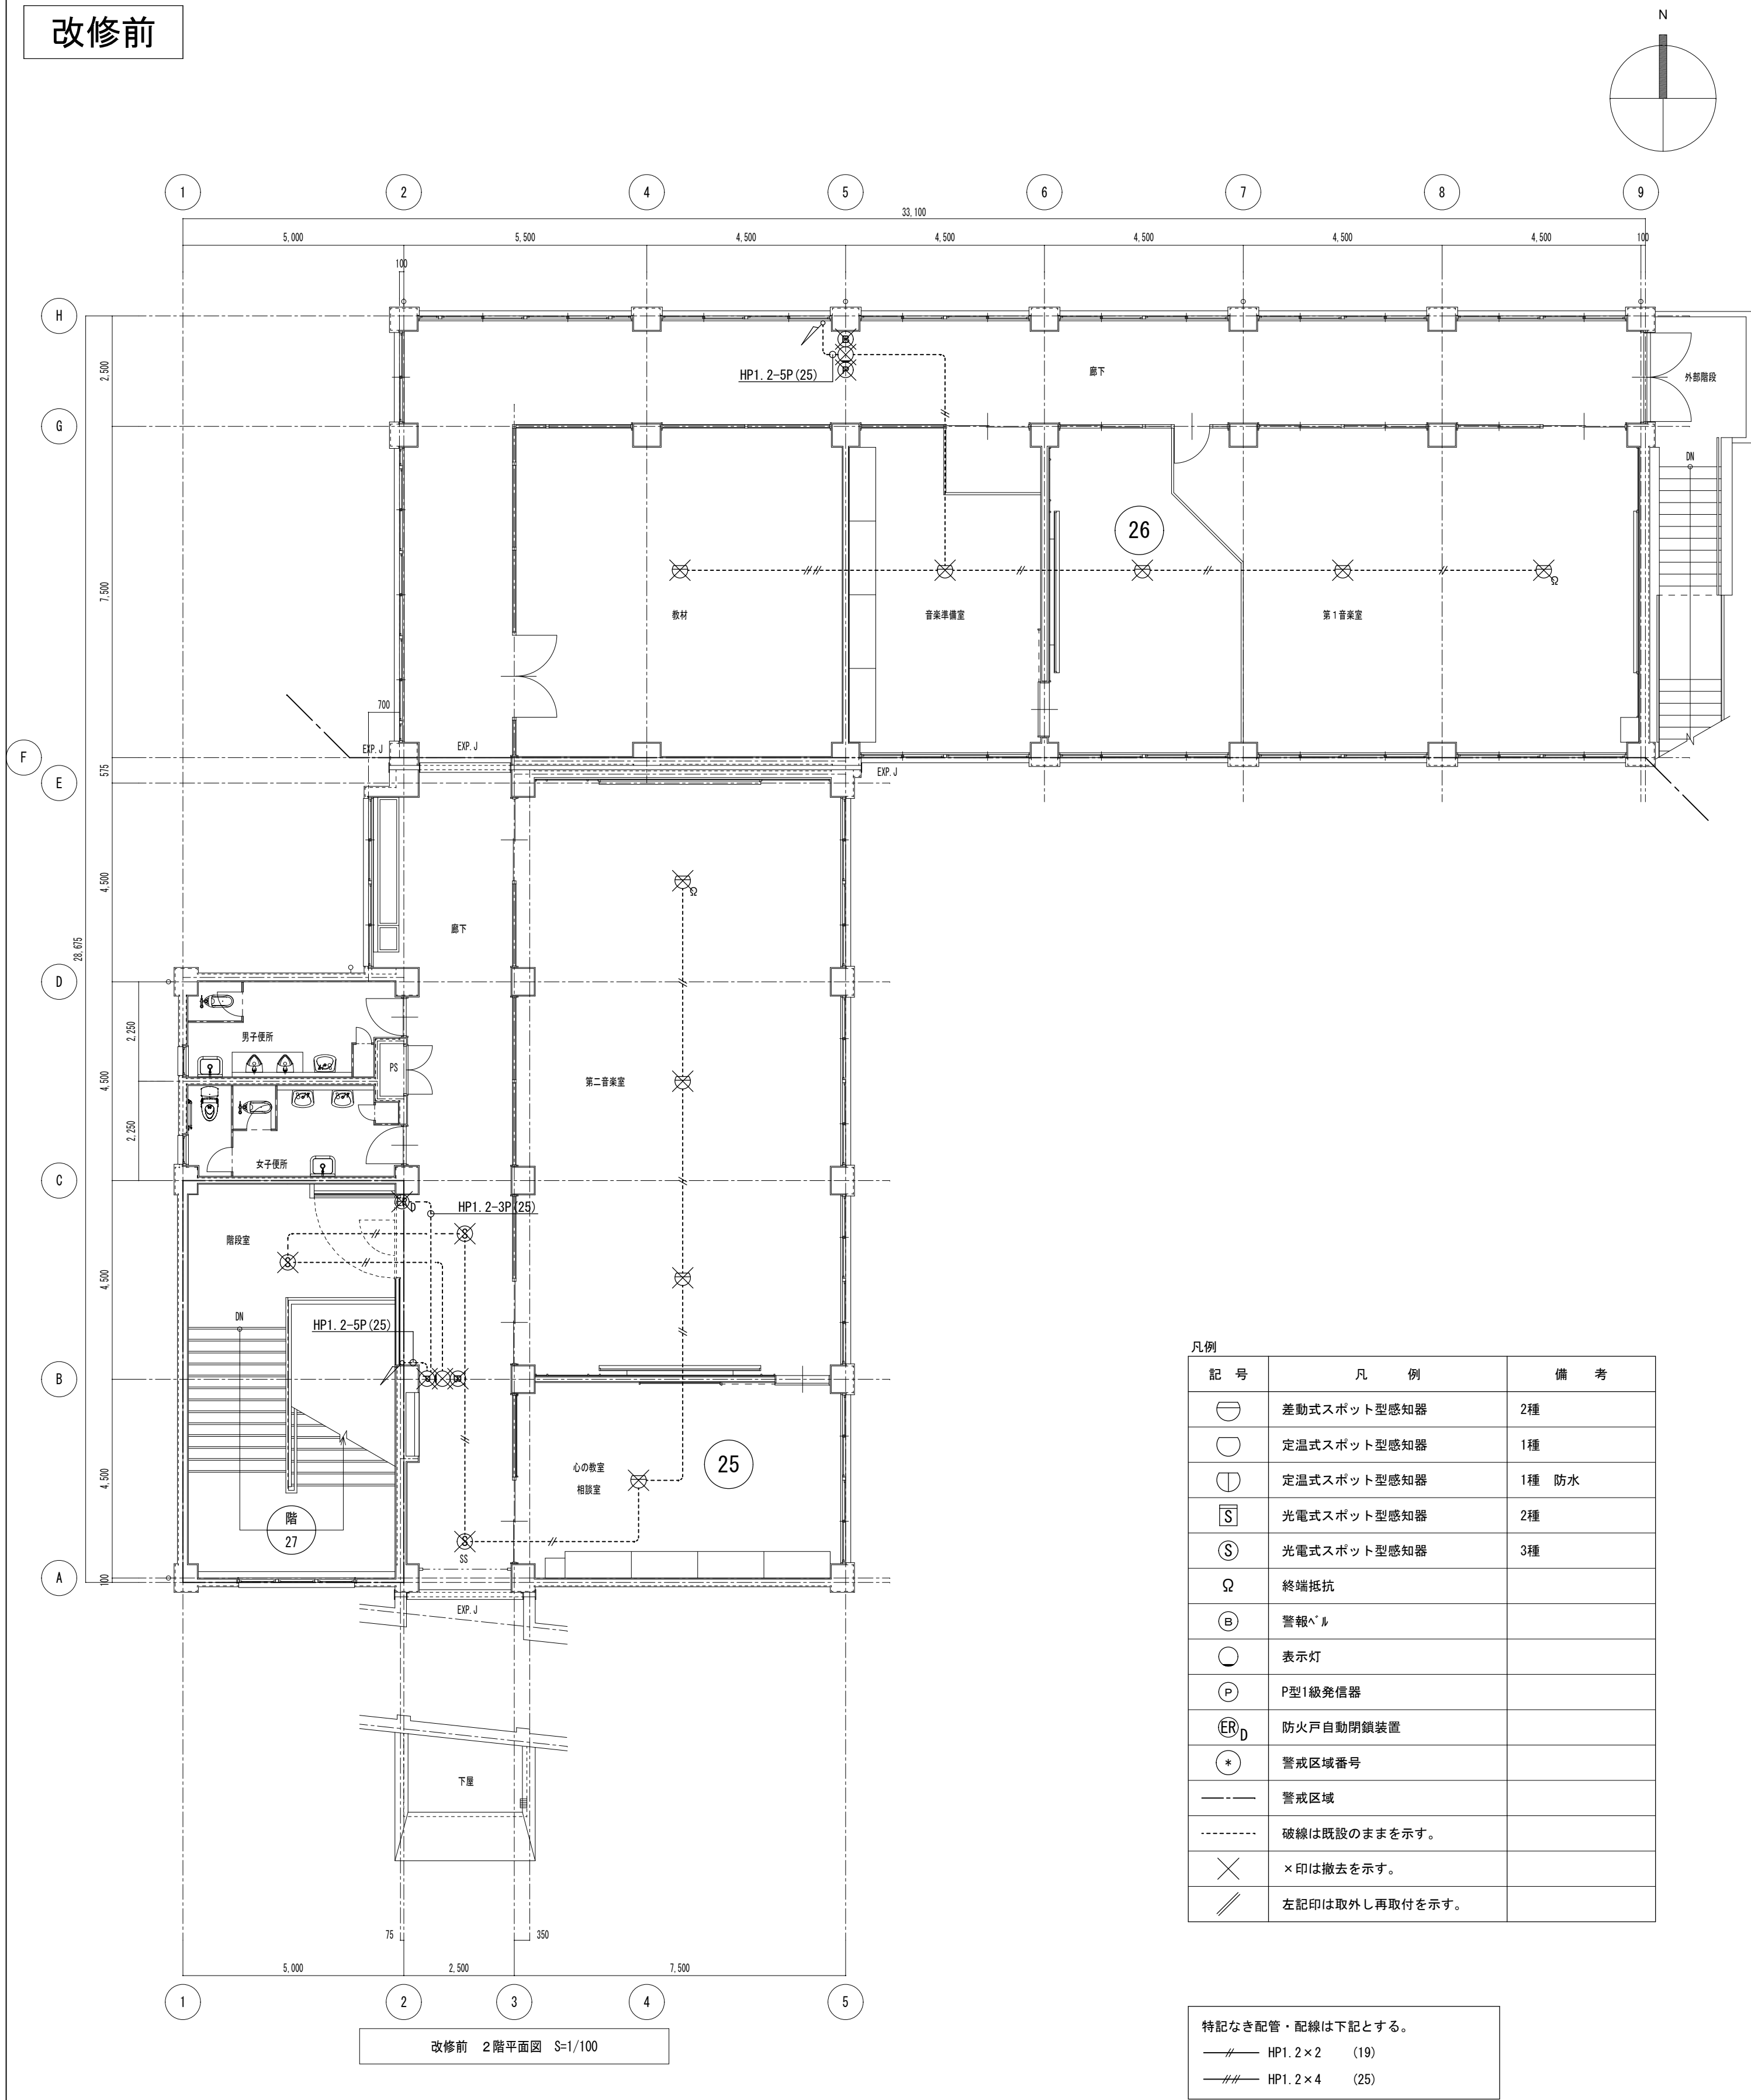 改修前
N
1 2 4 5 6 7 8 9
33,100
5,000 5,500 4,500 4,500 4,500 4,500 4,500 100
100
H
2,500
HP1.2-5P(25)
B
P
廊下
外部階段
G
DN
26
7,500
Ω
教材
音楽準備室
第１音楽室
700
EXP.J
EXP.J
F
575
EXP.J
E
4,500
Ω
廊下
28,675
D
2,250
男子便所
PS
4,500
第二音楽室
2,250
女子便所
C
ER D
HP1.2-3P(25)
階段室
S
S
4,500
DN
HP1.2-5P(25)
B
P
B
心の教室
相談室
25
4,500
階
27
S
SS
A
100
EXP.J
下屋
75
350
5,000 2,500 7,500
1 2 3 4 5
改修前　２階平面図　S=1/100
凡例
記　号 凡　　　例 備　　考
差動式スポット型感知器 2種
定温式スポット型感知器 1種
定温式スポット型感知器 1種　防水
S 光電式スポット型感知器 2種
S 光電式スポット型感知器 3種
Ω 終端抵抗
B 警報ﾍﾞﾙ
表示灯
P P型1級発信器
ER D 防火戸自動閉鎖装置
* 警戒区域番号
警戒区域
破線は既設のままを示す。
×印は撤去を示す。
左記印は取外し再取付を示す。
特記なき配管・配線は下記とする。
HP1.2×2　(19)
HP1.2×4　(25)